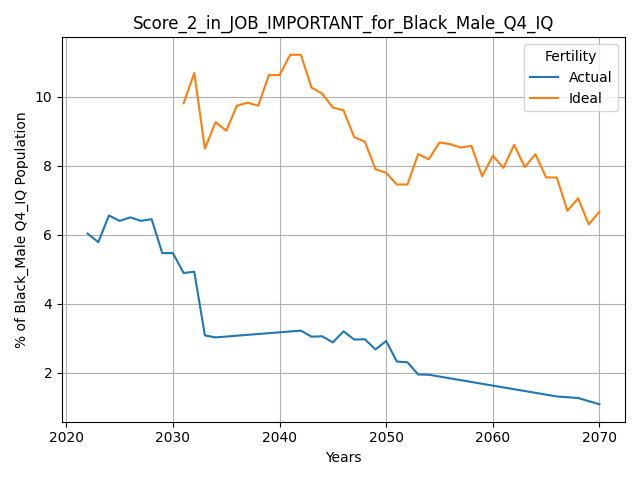 Score_2_in_JOB_IMPORTANT_for_Black_Male_Q4_IQ
Fertility
Actual
Ideal
% of Black_Male Q4_IQ Population
10
8
6
4
2
2020 2030 2040 2050 2060 2070
Years